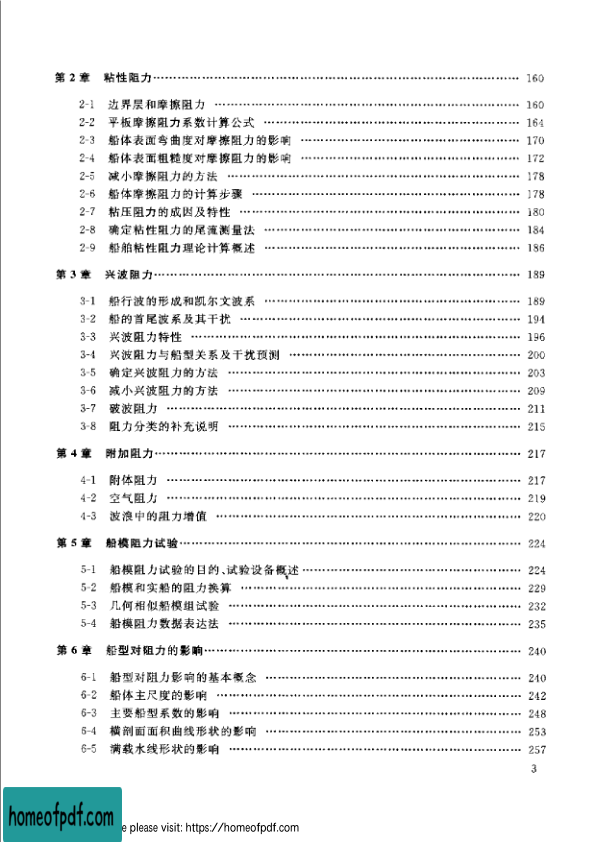 第 2 章 粘性阻力 160
2-1 边界层和摩擦阻力 160
2-2 平板摩擦阻力系数计算公式 164
2-3 船体表面弯曲度对摩擦阻力的影响 170
2-4 船体表面粗糙度对摩擦阻力的影响 172
2-5 减小摩擦阻力的方法 178
2-6 船体摩擦阻力的计算步骤 178
2-7 粘压阻力的成因及特性 180
2-8 确定粘性阻力的尾流测量法 184
2-9 船舶粘性阻力理论计算概述 186
第 3 章 兴波阻力 189
3-1 船行波的形成和凯尔文波系 189
3-2 船的首尾波系及其干扰 194
3-3 兴波阻力特性 196
3-4 兴波阻力与船型关系及干扰预测 200
3-5 确定兴波阻力的方法 203
3-6 减小兴波阻力的方法 209
3-7 破波阻力 211
3-8 阻力分类的补充说明 215
第 4 章 附加阻力 217
4-1 附体阻力 217
4-2 空气阻力 219
4-3 波浪中的阻力增值 220
第 5 章 船模阻力试验 224
5-1 船模阻力试验的目的、试验设备概述 224
5-2 船模和实船的阻力换算 229
5-3 几何相似船模组试验 232
5-4 船模阻力数据表达法 235
第 6 章 船型对阻力的影响 240
6-1 船型对阻力影响的基本概念 240
6-2 船体主尺度的影响 242
6-3 主要船型系数的影响 248
6-4 横剖面面积曲线形状的影响 253
6-5 满载水线形状的影响 257
3
homeofpdf.com
e please visit: https://homeofpdf.com